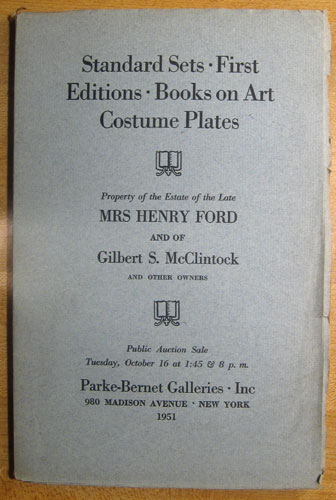 Standard Sets · First
Editions · Books on Art
Costume Plates
Property of the Estate of the Late
MRS HENRY FORD
AND OF
Gilbert S. McClintock
AND OTHER OWNERS
Public Auction Sale
Tuesday, October 16 at 1:45 & 8 p. m.
Parke-Bernet Galleries · Inc
980 MADISON AVENUE · NEW YORK
1951